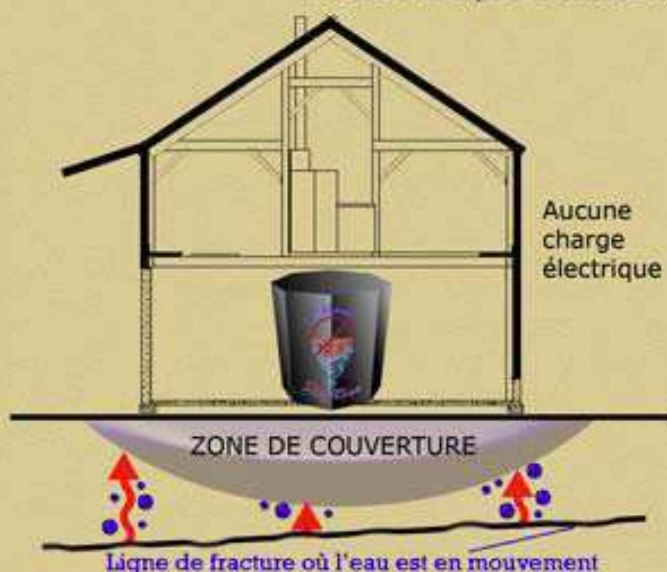 Aucune
charge
électrique
ZONE DE COUVERTURE
Ligne de fracture où l'eau est en mouvement